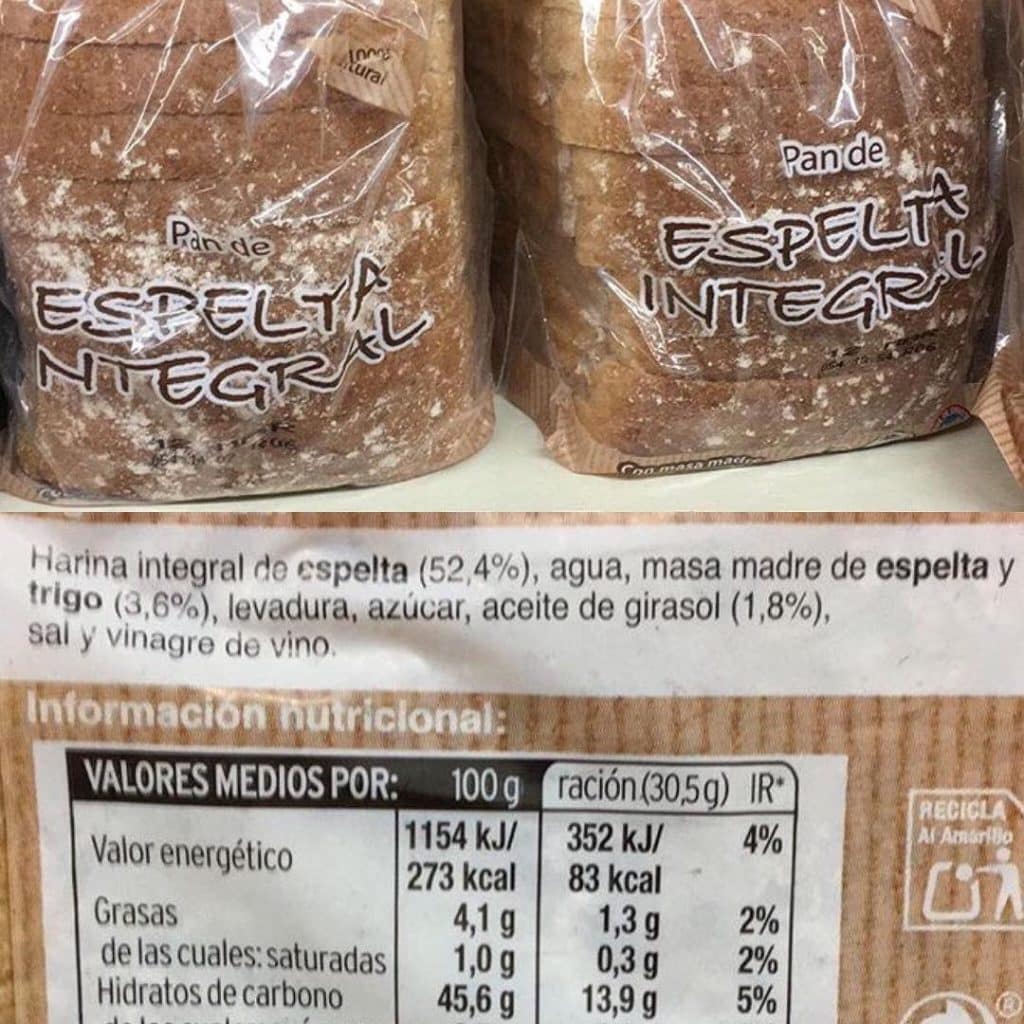 100%
Pan de
ESPELTA
INTEGRAL
Pan de
ESPELTA
INTEGRAL
Con masa madre
Harina integral de espelta (52,4%), agua, masa madre de espelta y
trigo (3,6%), levadura, azúcar, aceite de girasol (1,8%),
sal y vinagre de vino.
Información nutricional:
VALORES MEDIOS POR: 100 g ración (30,5 g) IR*
Valor energético 1154 kJ/ 352 kJ/ 4%
273 kcal 83 kcal
Grasas 4,1 g 1,3 g 2%
de las cuales: saturadas 1,0 g 0,3 g 2%
Hidratos de carbono 45,6 g 13,9 g 5%
RECICLA
Al Amarillo
®